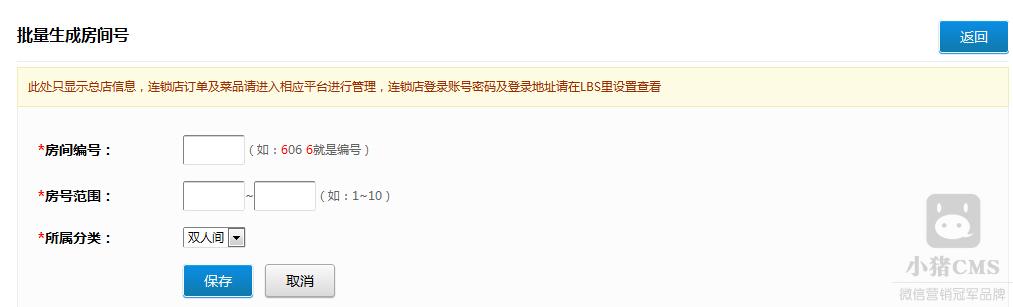 批量生成房间号
返回
此处只显示总店信息，连锁店订单及菜品请进入相应平台进行管理，连锁店登录账号密码及登录地址请在LBS里设置查看
*房间编号： （如：606 6就是编号）
*房号范围： ~ （如：1~10）
*所属分类： 双人间
保存 取消
小猪CMS
微信营销冠军品牌